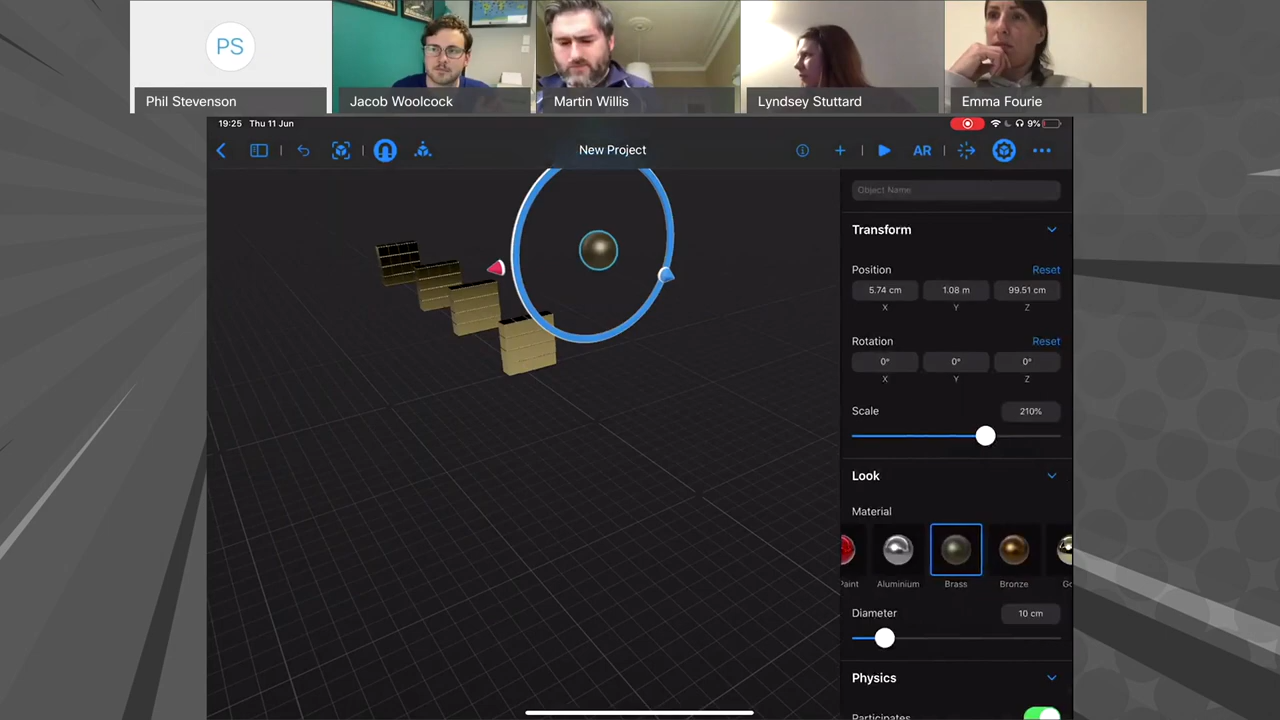 PS
Phil Stevenson
Jacob Woolcock
Martin Willis
Lyndsey Stuttard
Emma Fourie
19:25 Thu 11 Jun
9%
New Project
AR
Object Name
Transform
Position
Reset
5.74 cm
1.08 m
99.51 cm
X
Y
Z
Rotation
Reset
0°
0°
0°
X
Y
Z
Scale
210%
Look
Material
Paint
Aluminium
Brass
Bronze
Diameter
10 cm
Physics
Participates